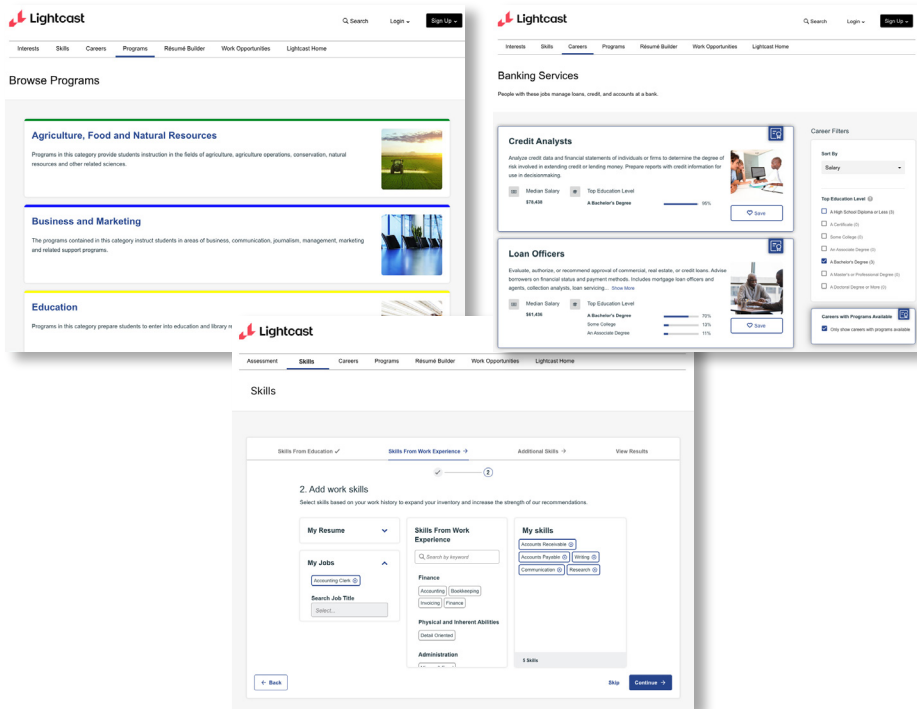 Lightcast
Search
Login
Sign Up
Interests
Skills
Careers
Programs
Résumé Builder
Work Opportunities
Lightcast Home
Browse Programs
Agriculture, Food and Natural Resources
Programs in this category provide students instruction in the fields of agriculture, agriculture operations, conservation, natural
resources and other related sciences.
Business and Marketing
The programs contained in this category instruct students in areas of business, communication, journalism, management, marketing
and related support programs.
Education
Programs in this category prepare students to enter into education and library
Lightcast
Search
Login
Sign Up
Interests
Skills
Careers
Programs
Résumé Builder
Work Opportunities
Lightcast Home
Banking Services
People with these jobs manage loans, credit, and accounts at a bank.
Credit Analysts
Analyze credit data and financial statements of individuals or firms to determine the degree of
risk involved in extending credit or lending money. Prepare reports with credit information for
use in decisionmaking.
Median Salary
$78,436
Top Education Level
A Bachelor's Degree
Save
Loan Officers
Evaluate, authorize, or recommend approval of commercial, real estate, or credit loans. Advise
borrowers on financial status and payment methods. Includes mortgage loan officers and
agents, collection analysts, loan servicing... Show More
Median Salary
$61,436
Top Education Level
A Bachelor's Degree 70%
Some College 13%
An Associate Degree 11%
Save
Career Filters
Sort By
Salary
Top Education Level
A High School Diploma or Less (0)
A Certificate (0)
Some College (0)
An Associate Degree (0)
A Bachelor's Degree (3)
A Master's or Professional Degree (0)
A Doctoral Degree or More (0)
Careers with Programs Available
Only show careers with programs available
Lightcast
Assessment
Skills
Careers
Programs
Résumé Builder
Work Opportunities
Lightcast Home
Skills
Skills From Education
Skills From Work Experience
Additional Skills
View Results
2
2. Add work skills
Select skills based on your work history to expand your inventory and increase the strength of our recommendations.
My Resume
My Jobs
Accounting Clerk
Search Job Title
Select...
Skills From Work
Experience
Search by keyword
Finance
Accounting
Bookkeeping
Invoicing
Finance
Physical and Inherent Abilities
Detail Oriented
Administration
My skills
Accounts Receivable
Accounts Payable
Writing
Communication
Research
5 Skills
Back
Skip
Continue